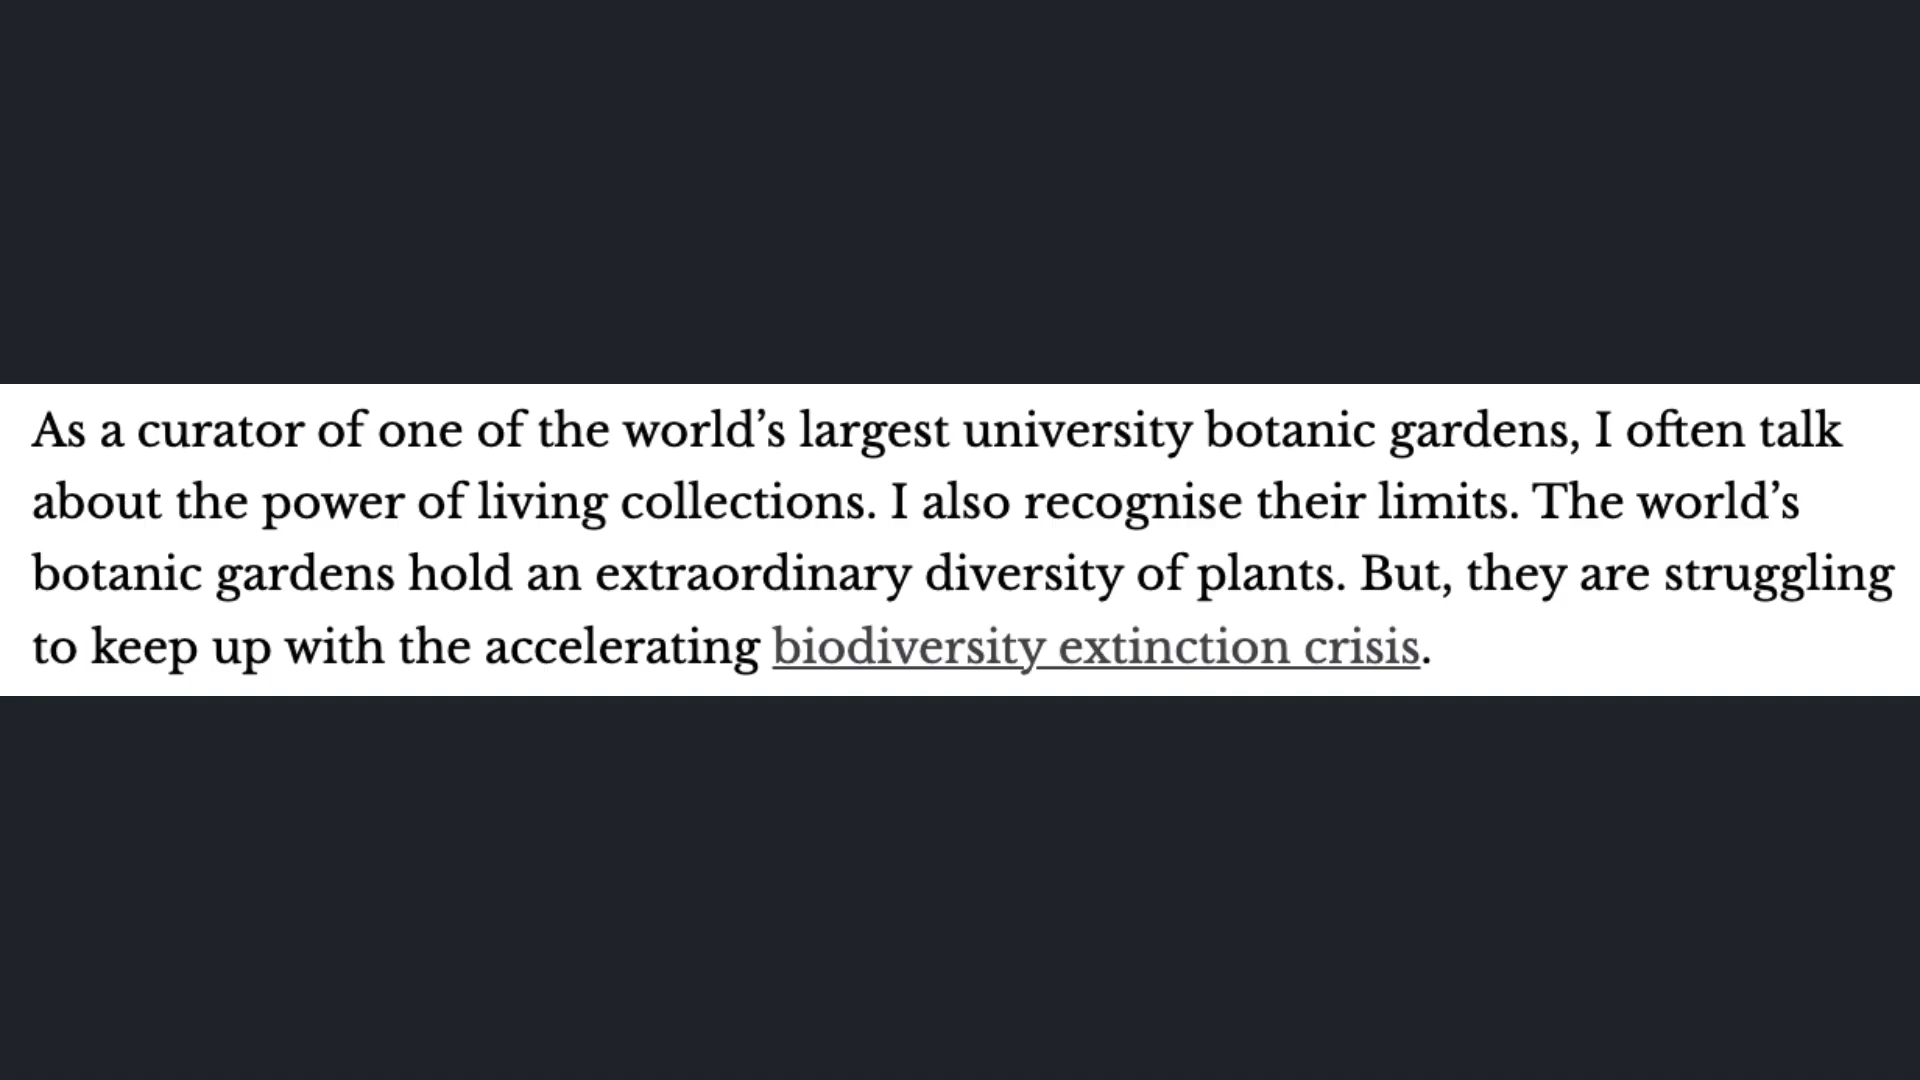 As a curator of one of the world’s largest university botanic gardens, I often talk
about the power of living collections. I also recognise their limits. The world’s
botanic gardens hold an extraordinary diversity of plants. But, they are struggling
to keep up with the accelerating biodiversity extinction crisis.